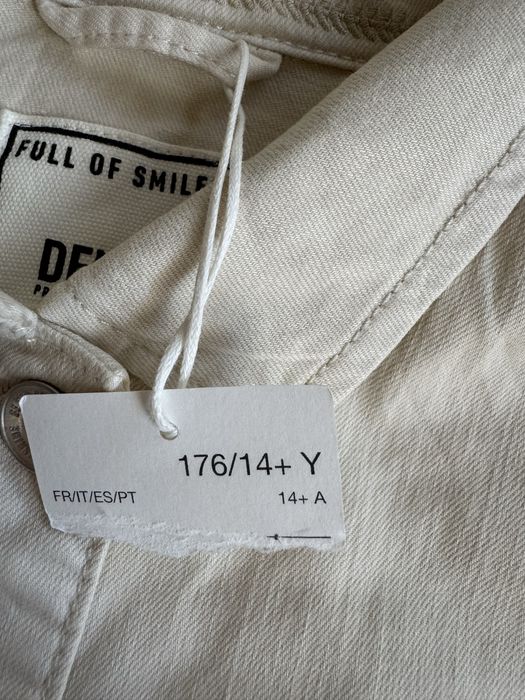 FULL OF SMILE
176/14+ Y
FR/IT/ES/PT
14+ A